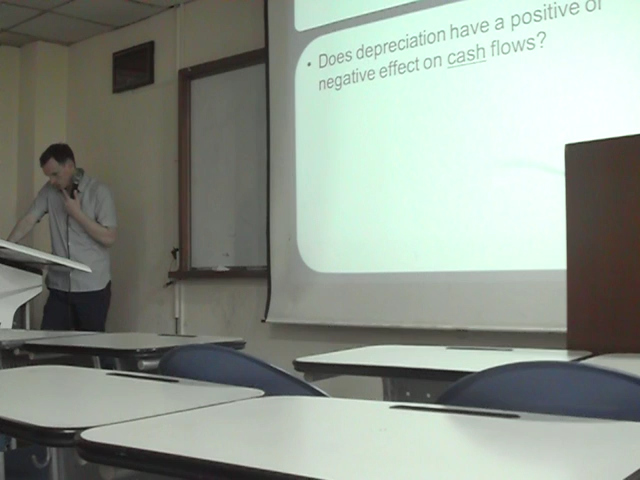 • Does depreciation have a positive or
negative effect on cash flows?